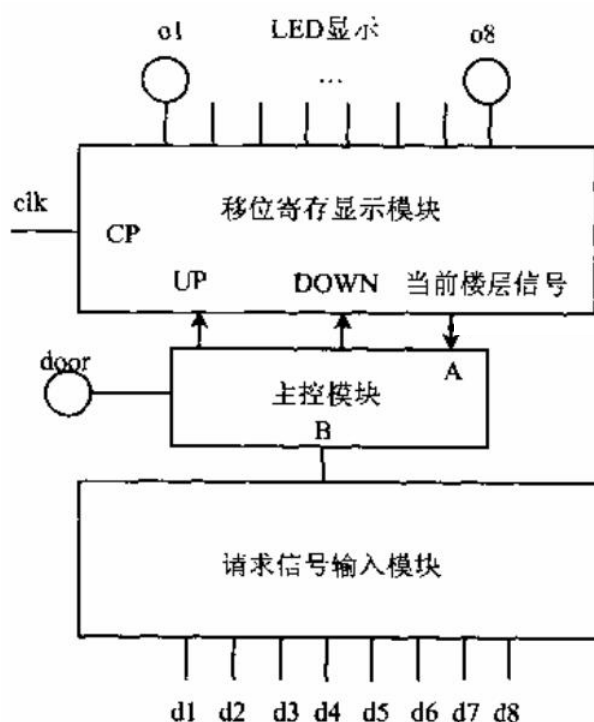 o1 LED显示 o8
...
移位寄存显示模块
clk
CP
UP DOWN 当前楼层信号
door
A
主控模块
B
请求信号输入模块
d1 d2 d3 d4 d5 d6 d7 d8